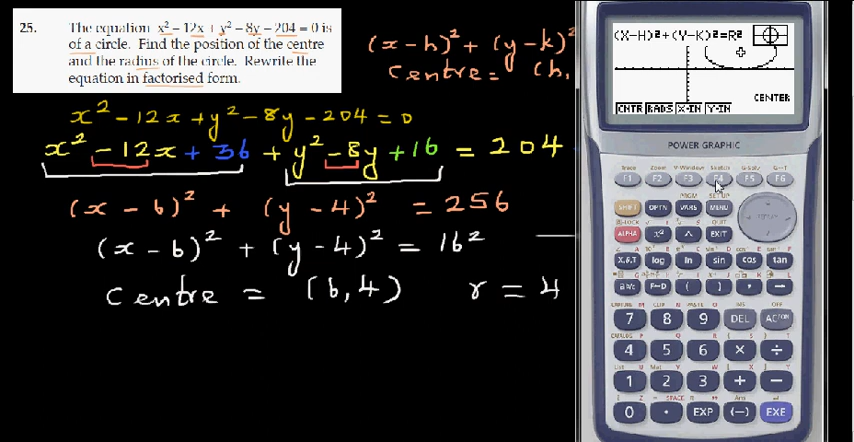 25. The equation x² – 12x + y² – 8y – 204 = 0 is
of a circle. Find the position of the centre
and the radius of the circle. Rewrite the
equation in factorised form.
(x-h)² + (y-k)²
Centre = (h,
x² - 12x + y² - 8y - 204 = 0
x² - 12x + 36 + y² - 8y + 16 = 204
(x - 6)² + (y - 4)² = 256
(x - 6)² + (y - 4)² = 16²
Centre = (6, 4) r = 4
(X-H)²+(Y-K)²=R²
CENTER
CNTR RADS X-IN Y-IN
POWER GRAPHIC
F1 F2 F3 F4 F5 F6
SHIFT OPTN VARS MENU
ALPHA x² ^ EXIT
X,θ,T log ln sin cos tan
a b/c F↔D ( ) , →
7 8 9 DEL AC/ON
4 5 6 × ÷
1 2 3 + −
0 . EXP (−) EXE